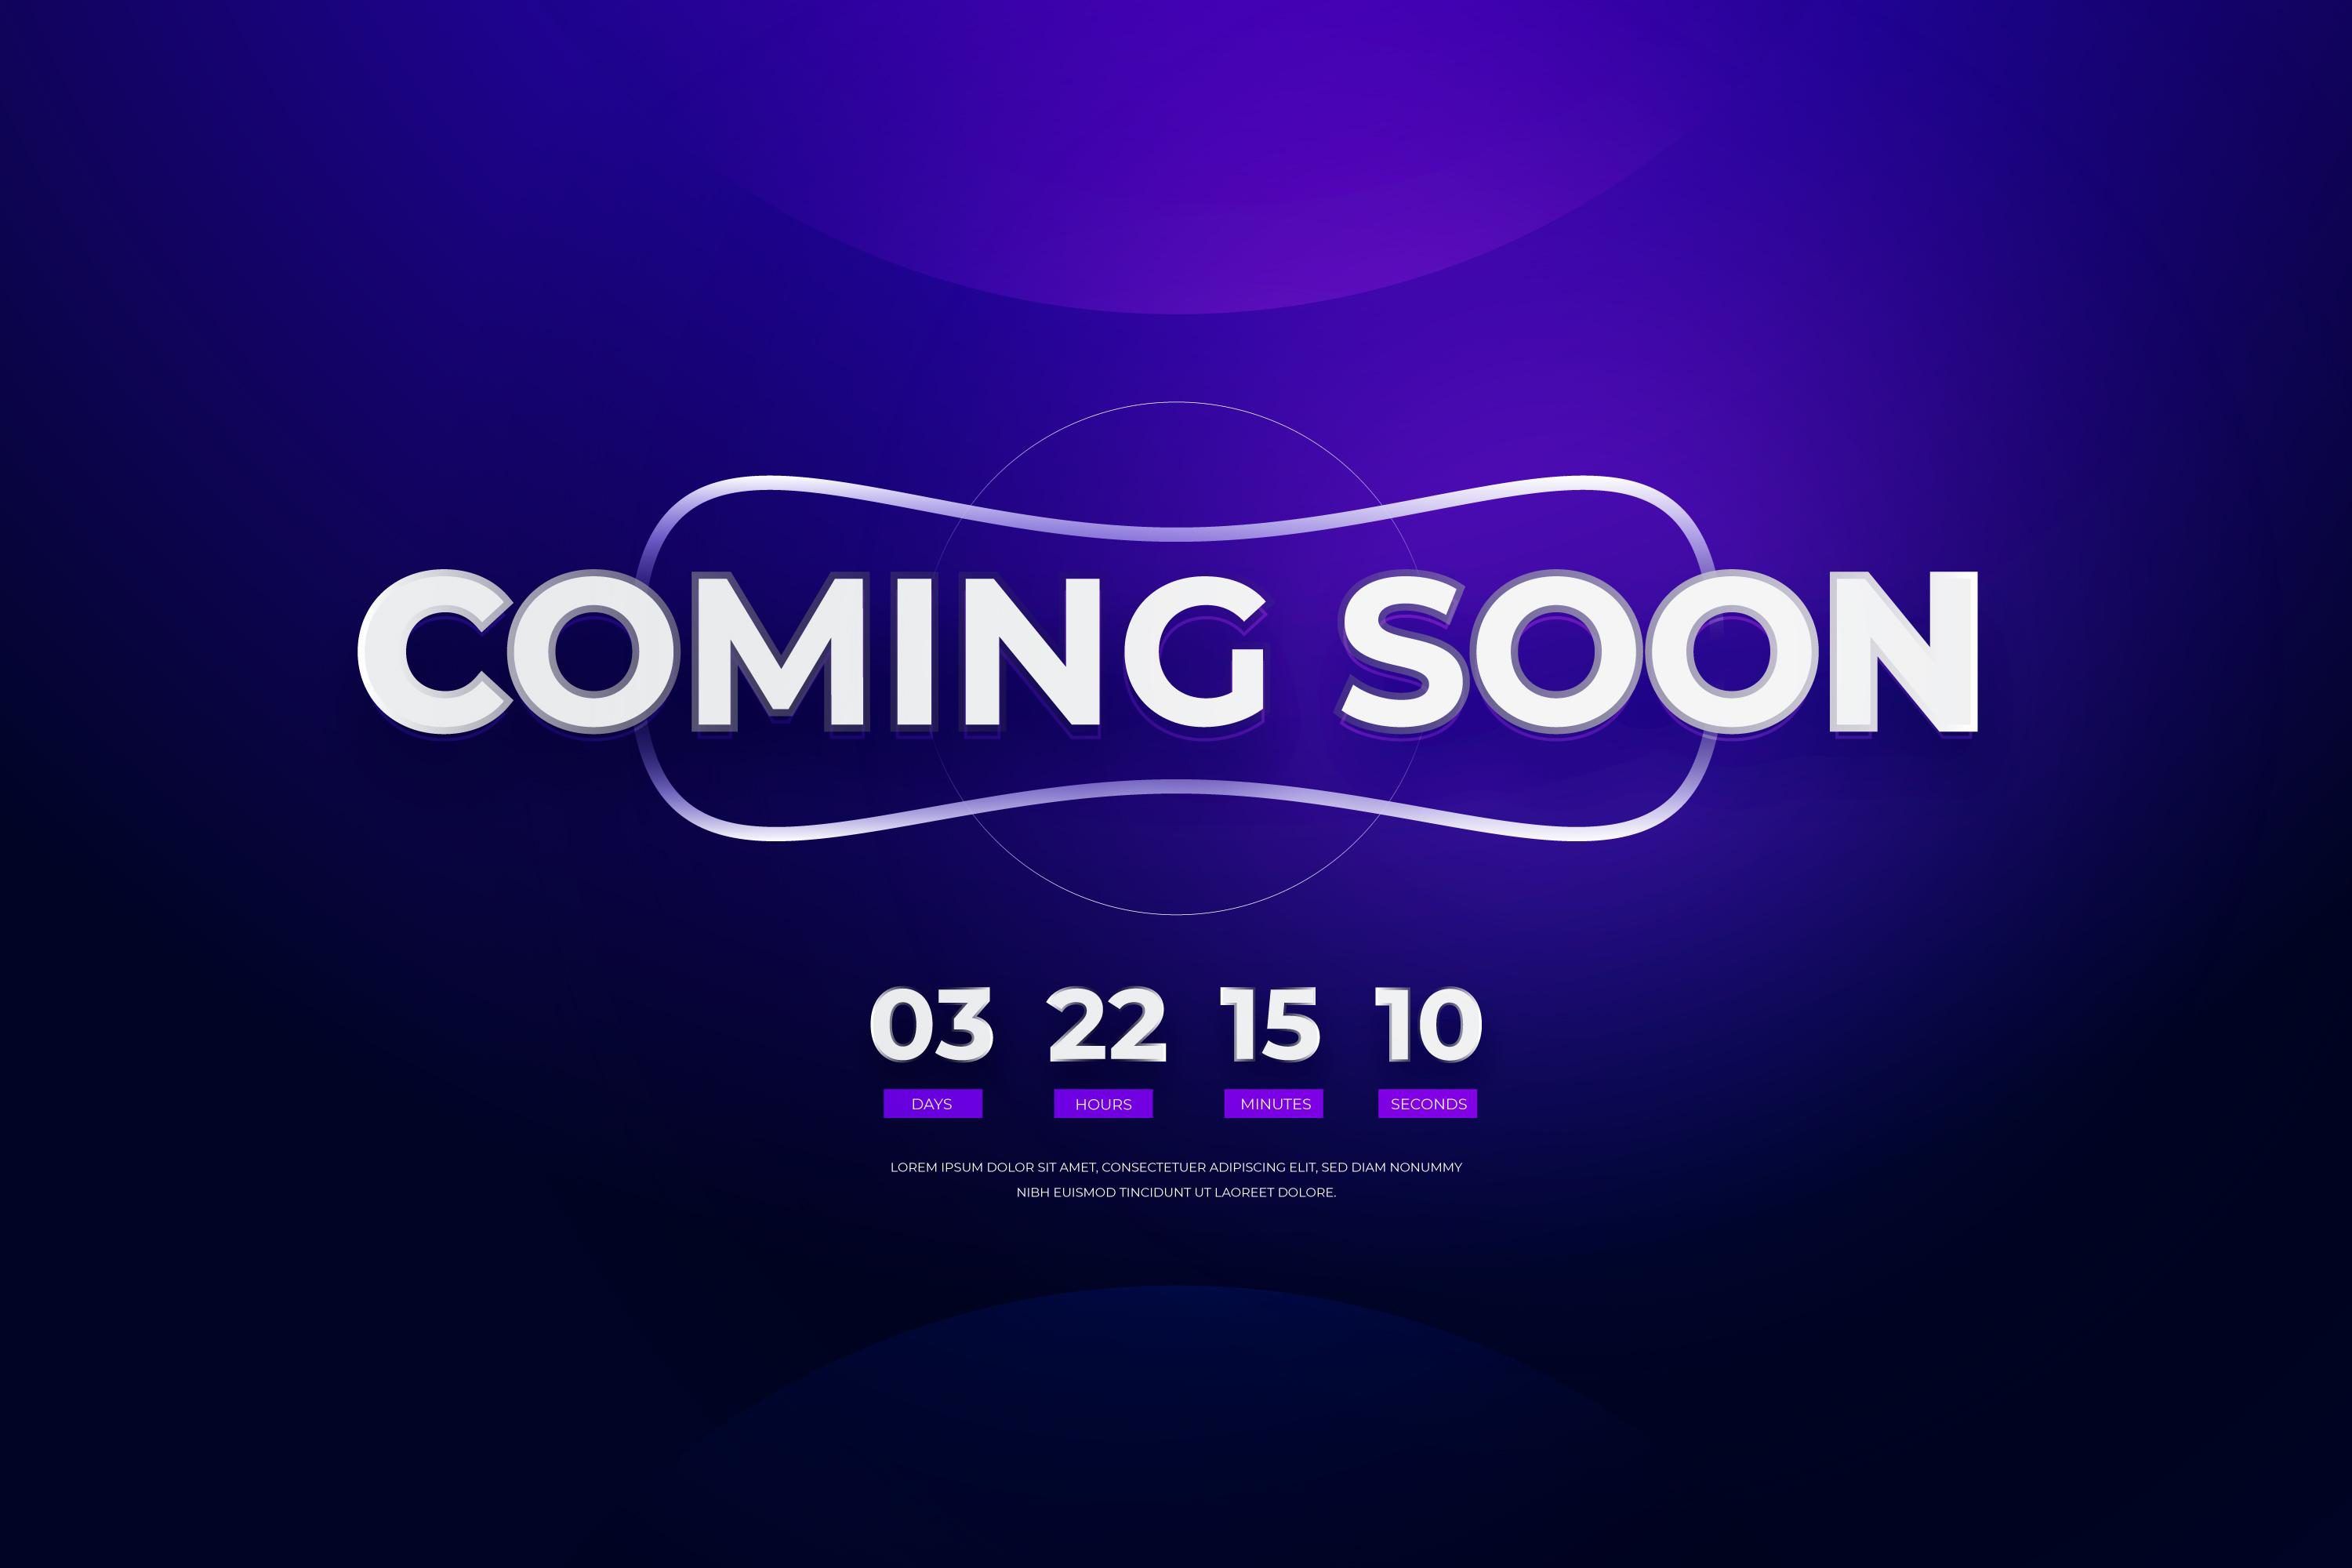 COMING SOON
03 22 15 10
DAYS HOURS MINUTES SECONDS
LOREM IPSUM DOLOR SIT AMET, CONSECTETUER ADIPISCING ELIT, SED DIAM NONUMMY
NIBH EUISMOD TINCIDUNT UT LAOREET DOLORE.